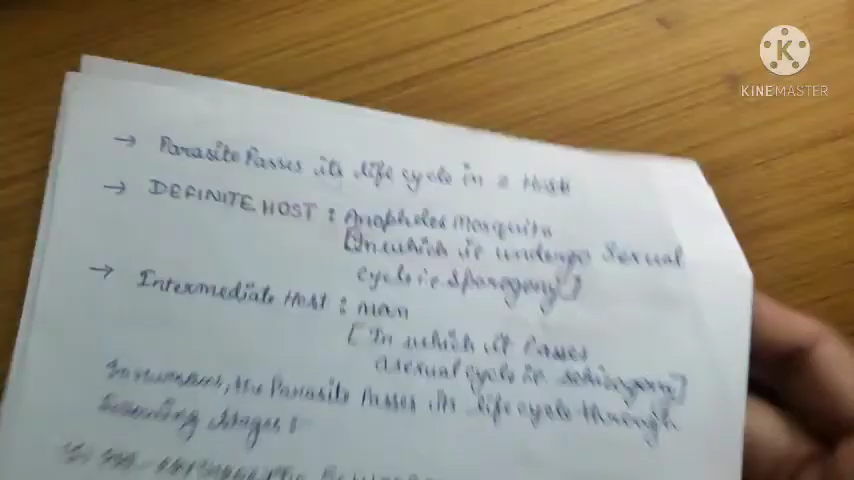 K
KINEMASTER
→ Parasite Passes its life cycle in 2 Host
→ DEFINITE HOST : Anopheles Mosquito
[In which it undergo Sexual
cycle i.e Sporogony]
→ Intermediate Host : man
[In which it Passes
asexual cycle i.e. schizogony]
In humans, the Parasite Passes its life cycle through
following stages :